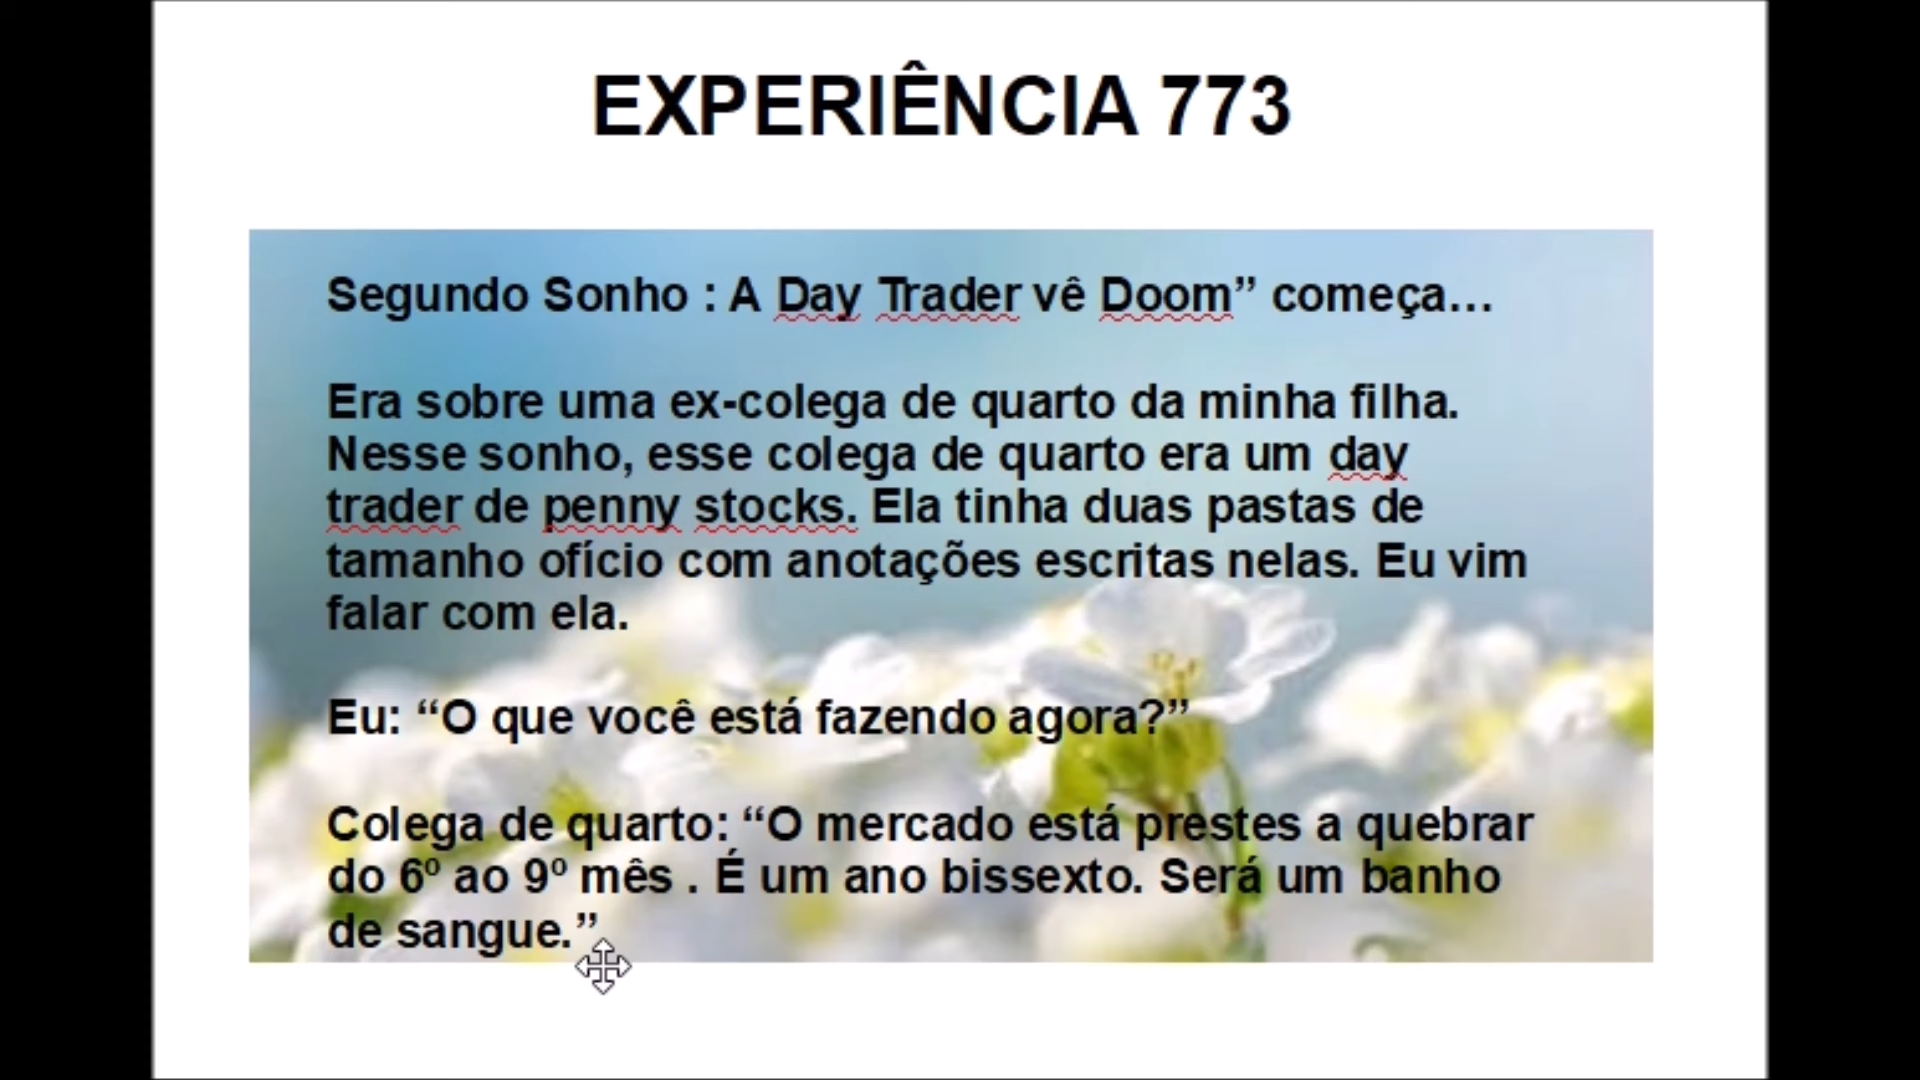 EXPERIÊNCIA 773
Segundo Sonho : A Day Trader vê Doom” começa…
Era sobre uma ex-colega de quarto da minha filha.
Nesse sonho, esse colega de quarto era um day
trader de penny stocks. Ela tinha duas pastas de
tamanho ofício com anotações escritas nelas. Eu vim
falar com ela.
Eu: “O que você está fazendo agora?”
Colega de quarto: “O mercado está prestes a quebrar
do 6º ao 9º mês . É um ano bissexto. Será um banho
de sangue.”